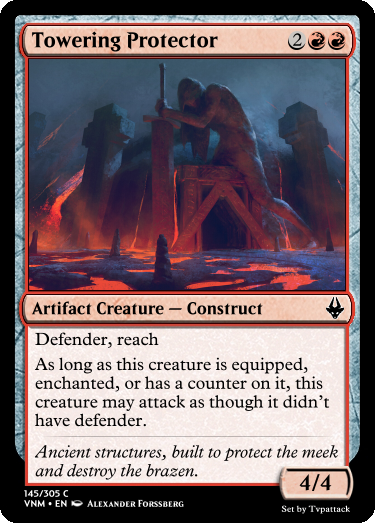 Towering Protector 2
Artifact Creature — Construct
Defender, reach
As long as this creature is equipped,
enchanted, or has a counter on it, this
creature may attack as though it didn't
have defender.
Ancient structures, built to protect the meek
and destroy the brazen.
4/4
145/305 C
VNM • EN Alexander Forssberg
Set by Tvpattack